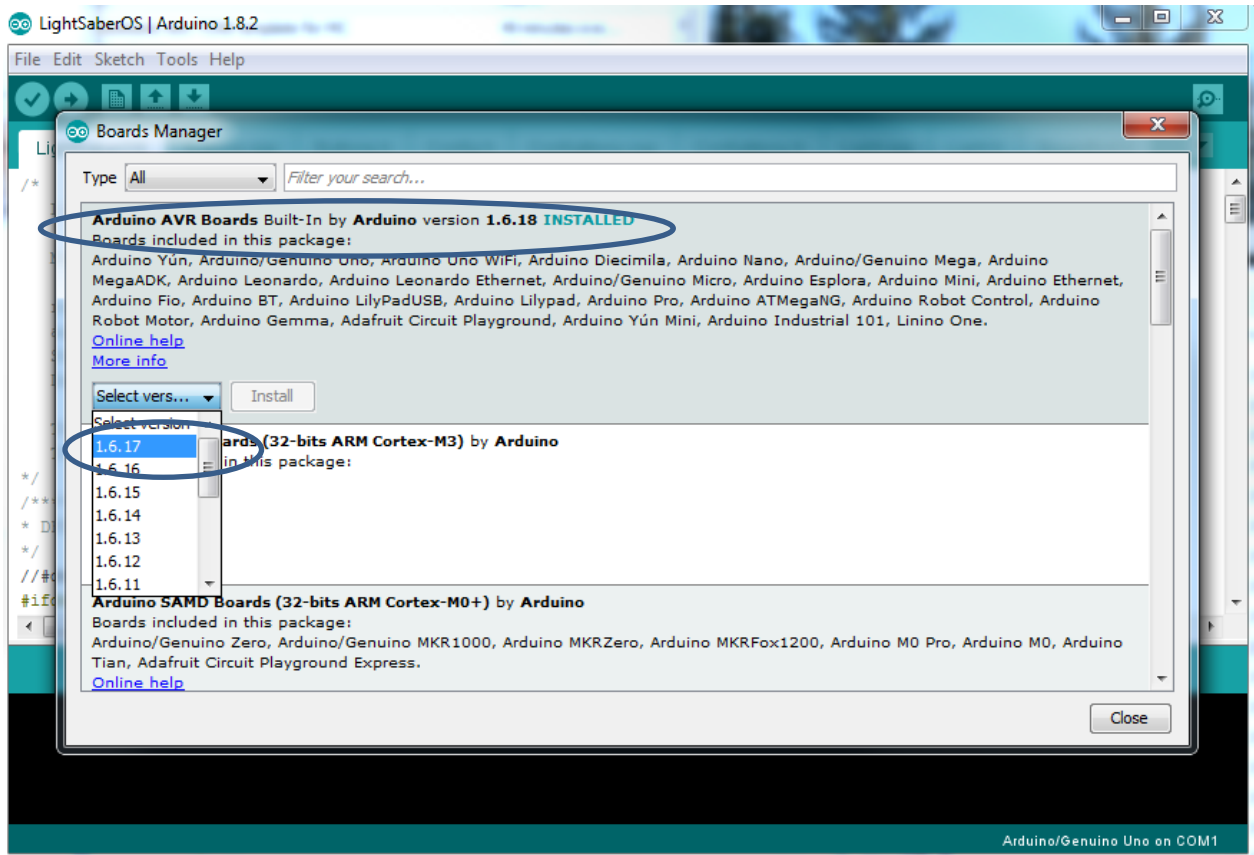 LightSaberOS | Arduino 1.8.2
File Edit Sketch Tools Help
Boards Manager
Type All Filter your search...
/*
Arduino AVR Boards Built-In by Arduino version 1.6.18 INSTALLED
Boards included in this package:
Arduino Yún, Arduino/Genuino Uno, Arduino Uno WiFi, Arduino Diecimila, Arduino Nano, Arduino/Genuino Mega, Arduino
MegaADK, Arduino Leonardo, Arduino Leonardo Ethernet, Arduino/Genuino Micro, Arduino Esplora, Arduino Mini, Arduino Ethernet,
Arduino Fio, Arduino BT, Arduino LilyPadUSB, Arduino Lilypad, Arduino Pro, Arduino ATMegaNG, Arduino Robot Control, Arduino
Robot Motor, Arduino Gemma, Adafruit Circuit Playground, Arduino Yún Mini, Arduino Industrial 101, Linino One.
Online help
More info
Select vers... Install
Select version
1.6.17 (32-bits ARM Cortex-M3) by Arduino
1.6.16 in this package:
*/
1.6.15
/**
1.6.14
*
1.6.13
*/
1.6.12
1.6.11
Arduino SAMD Boards (32-bits ARM Cortex-M0+) by Arduino
Boards included in this package:
Arduino/Genuino Zero, Arduino/Genuino MKR1000, Arduino MKRZero, Arduino MKRFox1200, Arduino M0 Pro, Arduino M0, Arduino
Tian, Adafruit Circuit Playground Express.
Online help
Close
Arduino/Genuino Uno on COM1